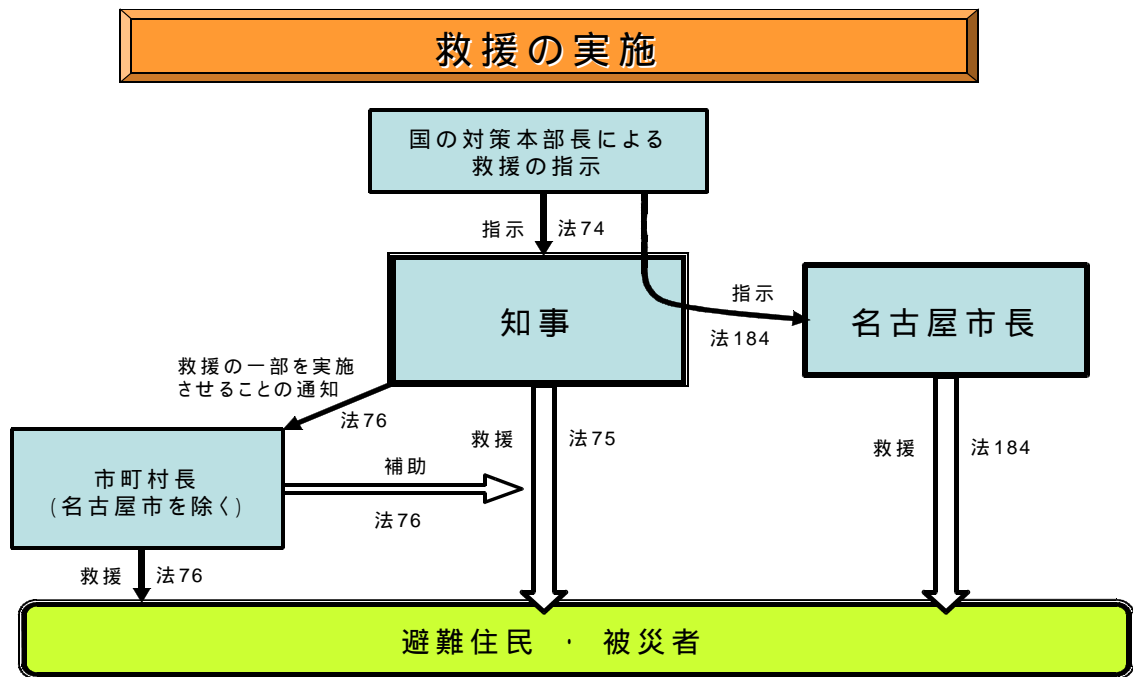 救援の実施
国の対策本部長による
救援の指示
指示 法74
知事
指示
法184
名古屋市長
救援の一部を実施
させることの通知
法76
市町村長
(名古屋市を除く)
補助
法76
救援 法75
救援 法184
救援 法76
避難住民 ・ 被災者